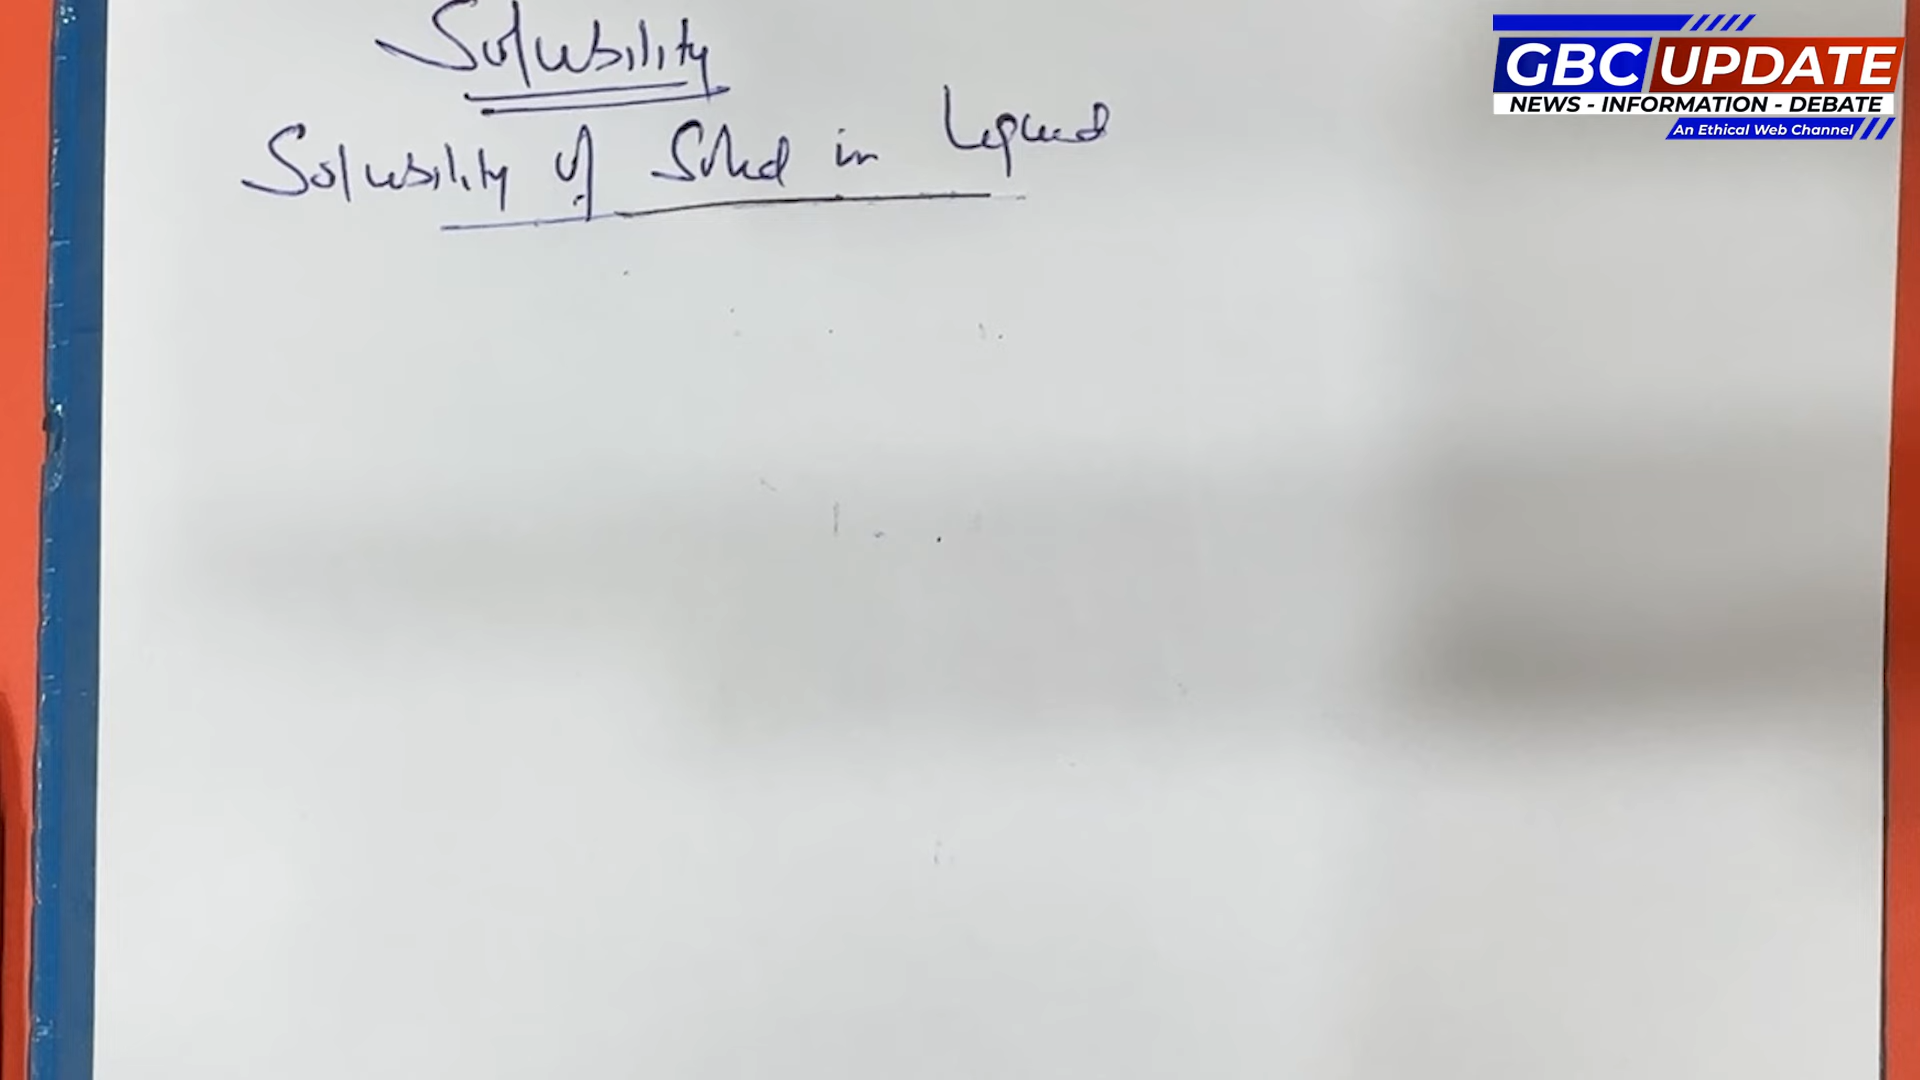 Solubility
Solubility of Solid in Liquid
GBC UPDATE
NEWS - INFORMATION - DEBATE
An Ethical Web Channel